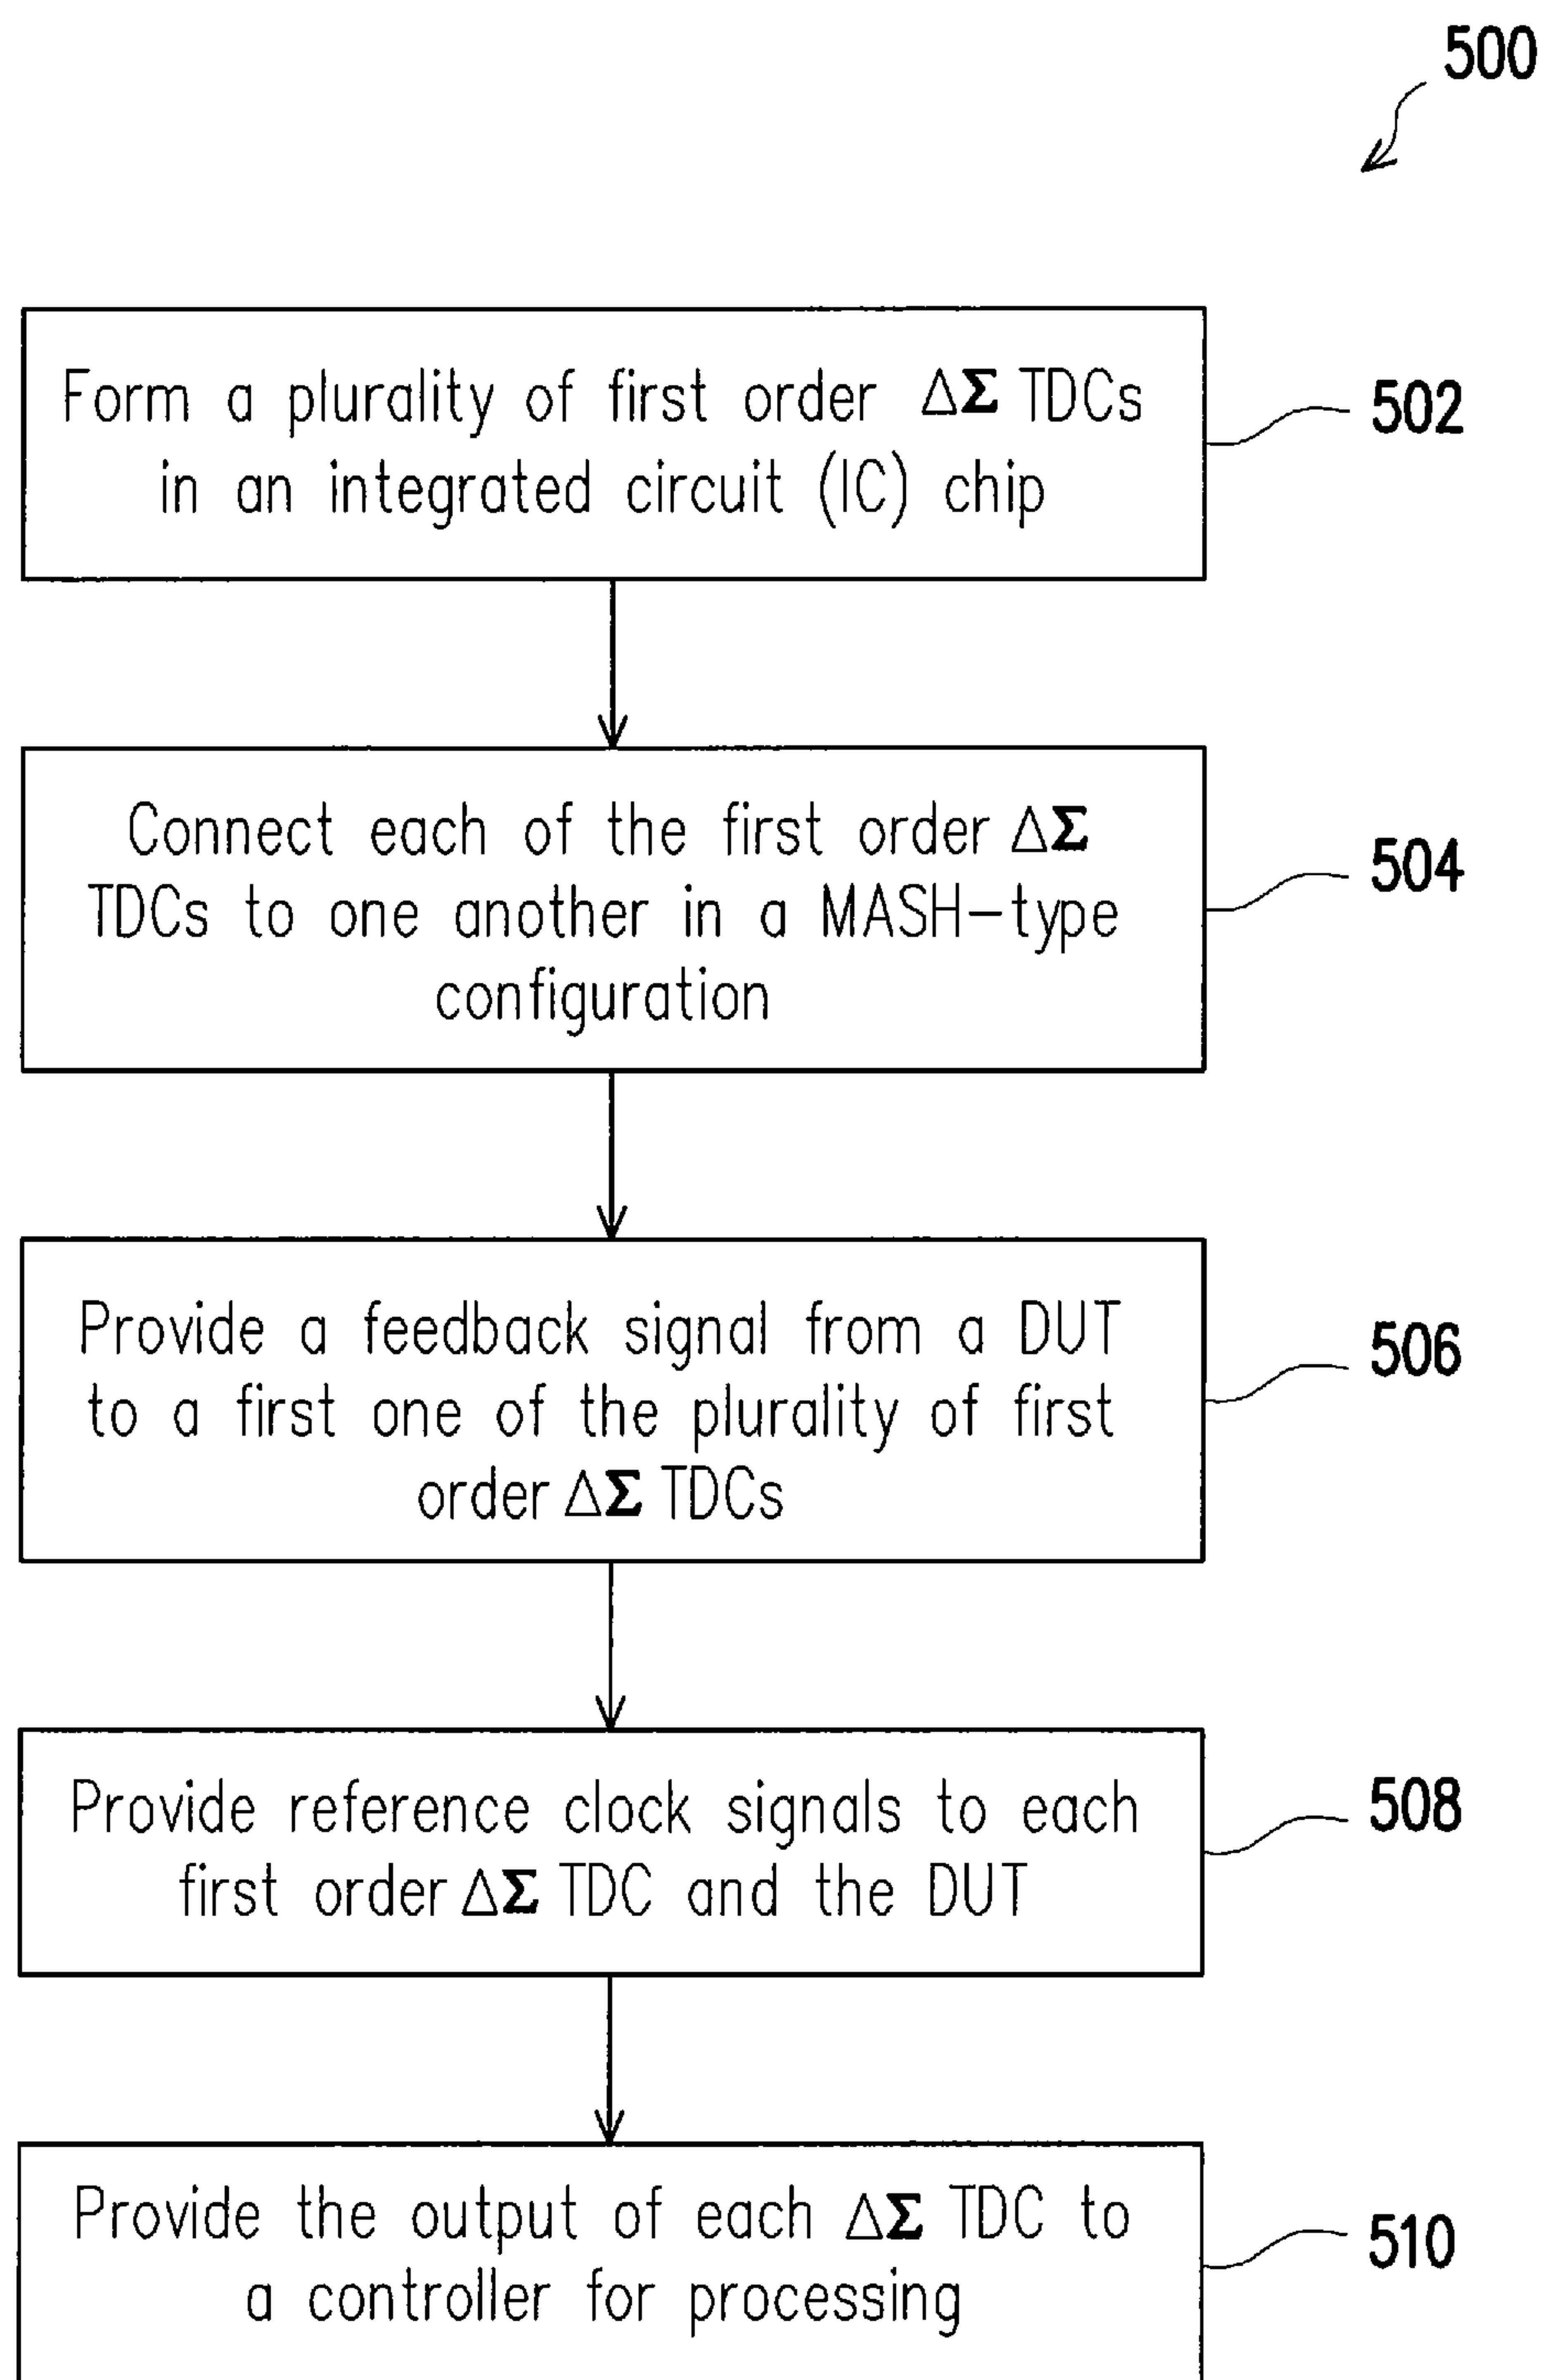 500
Form a plurality of first order ΔΣ TDCs
in an integrated circuit (IC) chip
502
Connect each of the first order ΔΣ
TDCs to one another in a MASH-type
configuration
504
Provide a feedback signal from a DUT
to a first one of the plurality of first
order ΔΣ TDCs
506
Provide reference clock signals to each
first order ΔΣ TDC and the DUT
508
Provide the output of each ΔΣ TDC to
a controller for processing
510